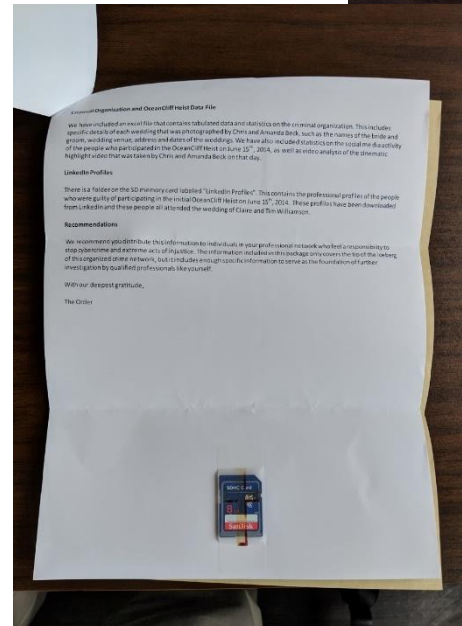 Criminal Organisation and OceanCliff Heist Data File
We have included an excel file that contains tabulated data and statistics on the criminal organization. This includes
specific details of each wedding that was photographed by Chris and Amanda Beck, such as the names of the bride and
groom, wedding venue, address and dates of the weddings. We have also included statistics on the social media activity
of the people who participated in the OceanCliff Heist on June 15th, 2014, as well as video analysis of the cinematic
highlight video that was taken by Chris and Amanda Beck on that day.
LinkedIn Profiles
There is a folder on the SD memory card labeled "LinkedIn Profiles". This contains the professional profiles of the people
who were guilty of participating in the initial OceanCliff Heist on June 15th, 2014. These profiles have been downloaded
from LinkedIn and these people all attended the wedding of Claire and Tim Williamson.
Recommendations
We recommend you distribute this information to individuals in your professional network who feel a responsibility to
stop cybercrime and extreme acts of injustice. The information included in this package only covers the tip of the iceberg
of this organized crime network, but it includes enough specific information to serve as the foundation of further
investigation by qualified professionals like yourself.
With our deepest gratitude,
The Order
SDHC Card
8
SanDisk